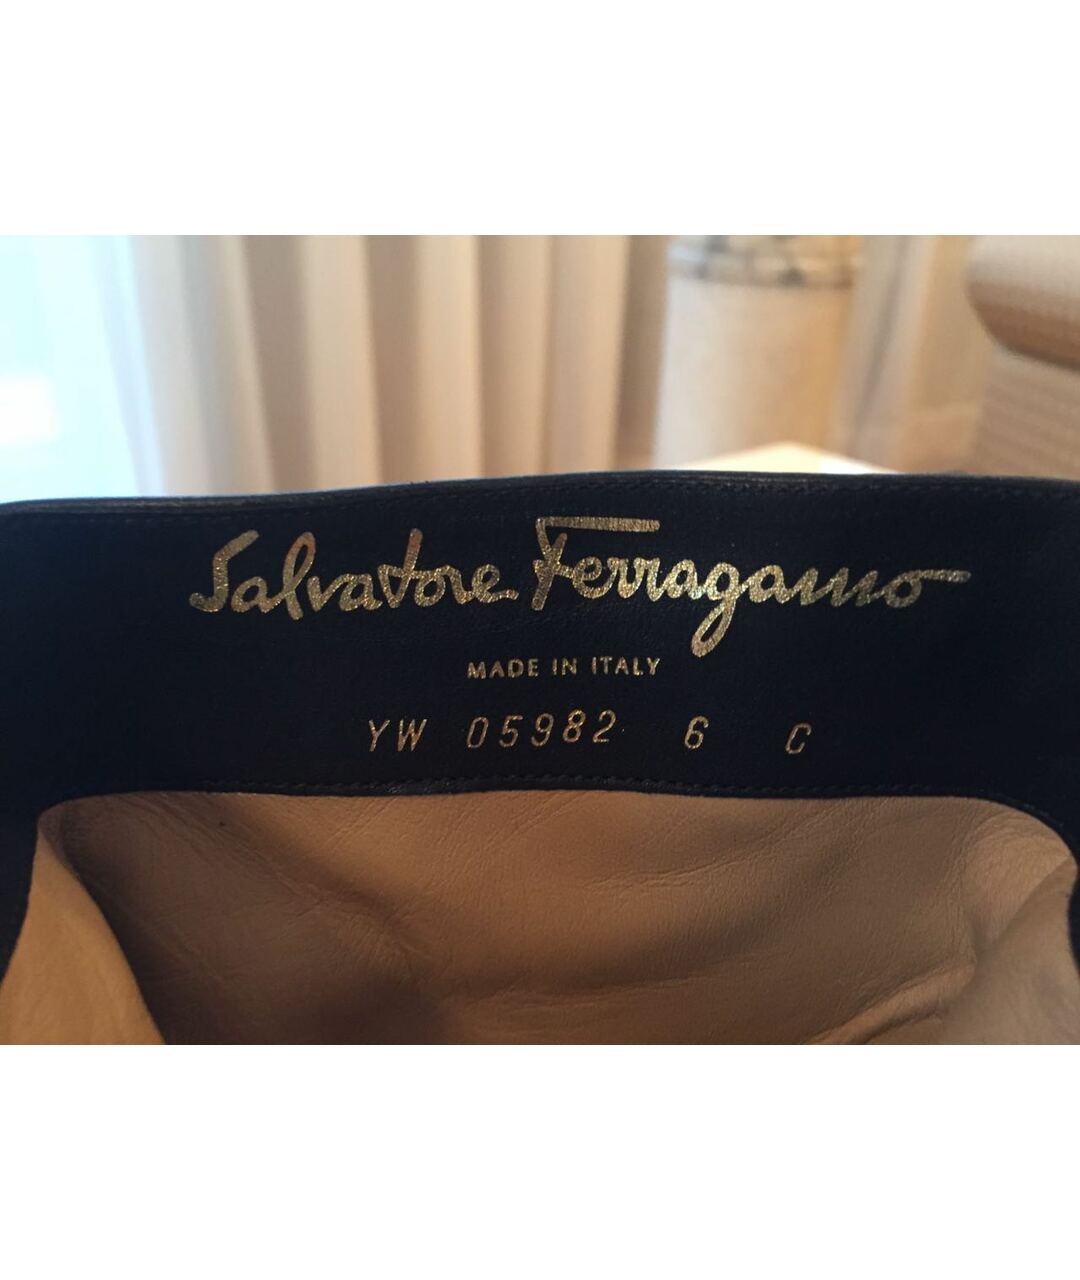 Salvatore Ferragamo
MADE IN ITALY
YW 05982 6 C